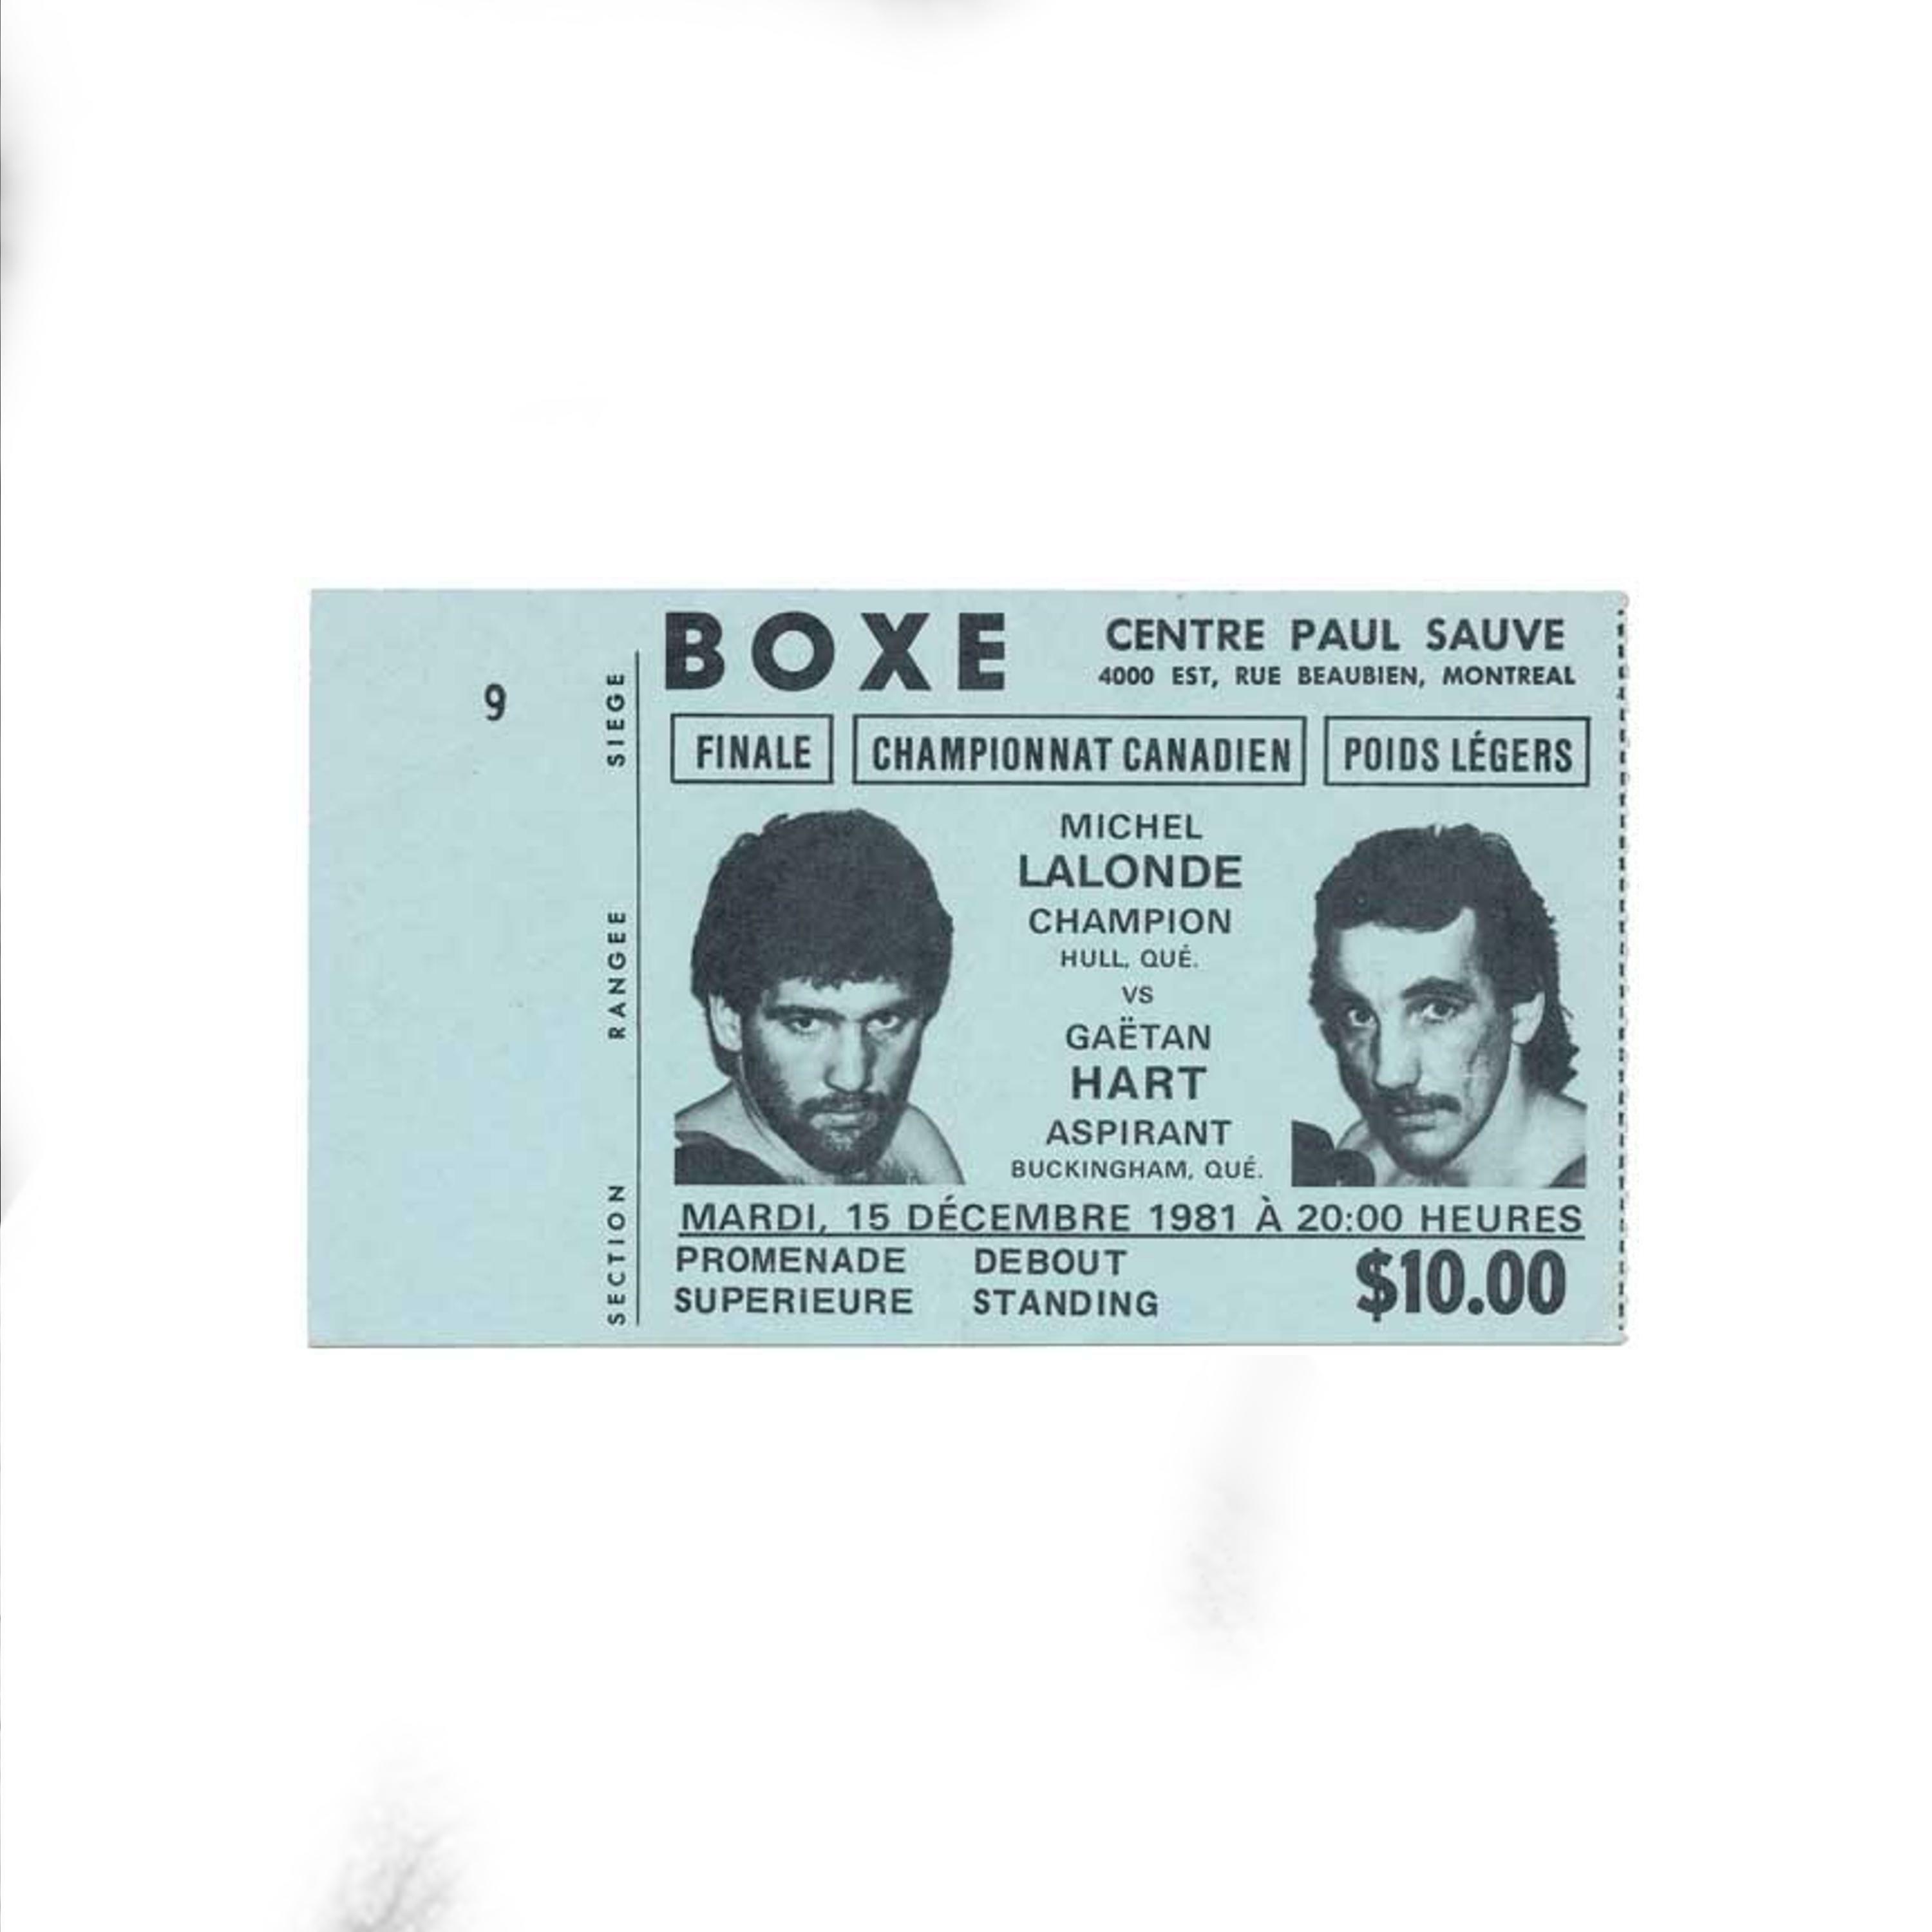 9
SIEGE
RANGEE
SECTION
BOXE
CENTRE PAUL SAUVE
4000 EST, RUE BEAUBIEN, MONTREAL
FINALE
CHAMPIONNAT CANADIEN
POIDS LÉGERS
MICHEL
LALONDE
CHAMPION
HULL, QUÉ.
VS
GAËTAN
HART
ASPIRANT
BUCKINGHAM, QUÉ.
MARDI, 15 DÉCEMBRE 1981 À 20:00 HEURES
PROMENADE
SUPERIEURE
DEBOUT
STANDING
$10.00